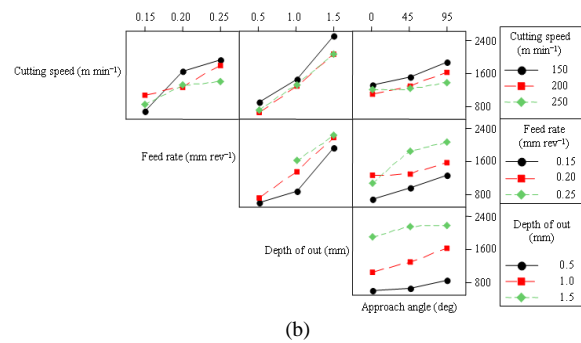 0.15 0.20 0.25 0.5 1.0 1.5 0 45 95
Cutting speed (m min⁻¹)
2400
1600
800
Cutting speed
(m min⁻¹)
150
200
250
Feed rate (mm rev⁻¹)
2400
1600
800
Feed rate
(mm rev⁻¹)
0.15
0.20
0.25
Depth of out (mm)
2400
1600
800
Depth of out
(mm)
0.5
1.0
1.5
Approach angle (deg)
(b)